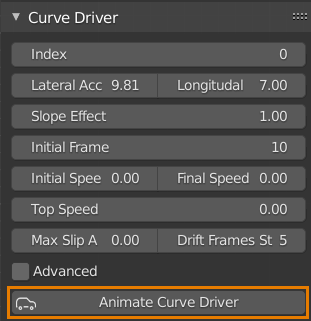 Curve Driver
Index 0
Lateral Acc 9.81 Longitudal 7.00
Slope Effect 1.00
Initial Frame 10
Initial Spee 0.00 Final Speed 0.00
Top Speed 0.00
Max Slip A 0.00 Drift Frames St 5
Advanced
Animate Curve Driver